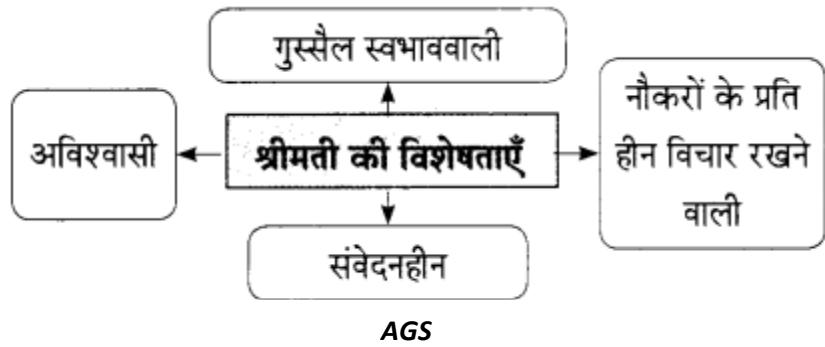 गुस्सैल स्वभाववाली
अविश्वासी
श्रीमती की विशेषताएँ
नौकरों के प्रति
हीन विचार रखने
वाली
संवेदनहीन
AGS